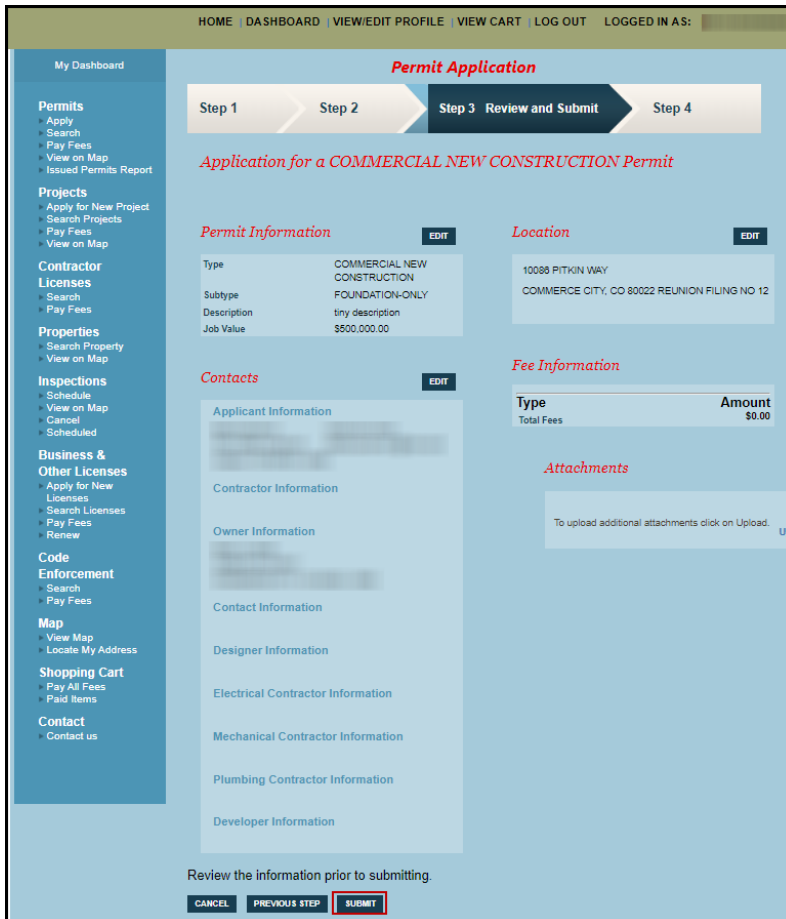 HOME | DASHBOARD | VIEW/EDIT PROFILE | VIEW CART | LOG OUT LOGGED IN AS:
My Dashboard
Permits
Apply
Search
Pay Fees
View on Map
Issued Permits Report
Projects
Apply for New Project
Search Projects
Pay Fees
View on Map
Contractor
Licenses
Search
Pay Fees
Properties
Search Property
View on Map
Inspections
Schedule
View on Map
Cancel
Scheduled
Business &
Other Licenses
Apply for New
Licenses
Search Licenses
Pay Fees
Renew
Code
Enforcement
Search
Pay Fees
Map
View Map
Locate My Address
Shopping Cart
Pay All Fees
Paid Items
Contact
Contact us
Permit Application
Step 1 Step 2 Step 3 Review and Submit Step 4
Application for a COMMERCIAL NEW CONSTRUCTION Permit
Permit Information EDIT
Type COMMERCIAL NEW
CONSTRUCTION
Subtype FOUNDATION-ONLY
Description tiny description
Job Value $500,000.00
Contacts EDIT
Applicant Information
Contractor Information
Owner Information
Contact Information
Designer Information
Electrical Contractor Information
Mechanical Contractor Information
Plumbing Contractor Information
Developer Information
Location EDIT
10086 PITKIN WAY
COMMERCE CITY, CO 80022 REUNION FILING NO 12
Fee Information
Type Amount
Total Fees $0.00
Attachments
To upload additional attachments click on Upload.
U
Review the information prior to submitting.
CANCEL PREVIOUS STEP SUBMIT